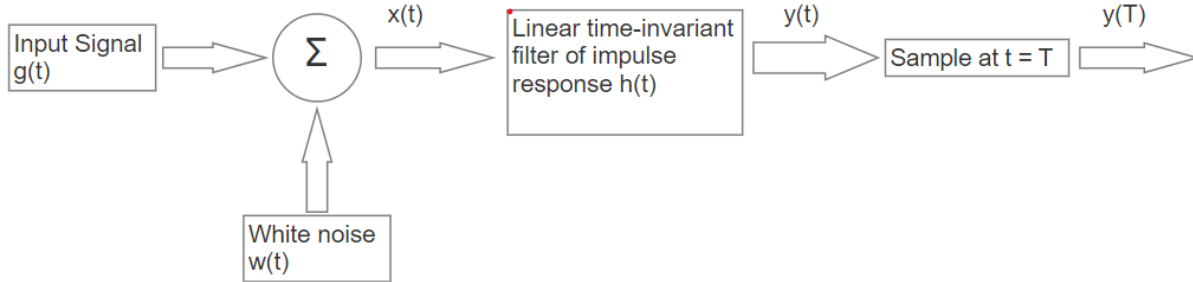 x(t)
y(t)
y(T)
Input Signal
g(t)
Σ
Linear time-invariant
filter of impulse
response h(t)
Sample at t = T
White noise
w(t)